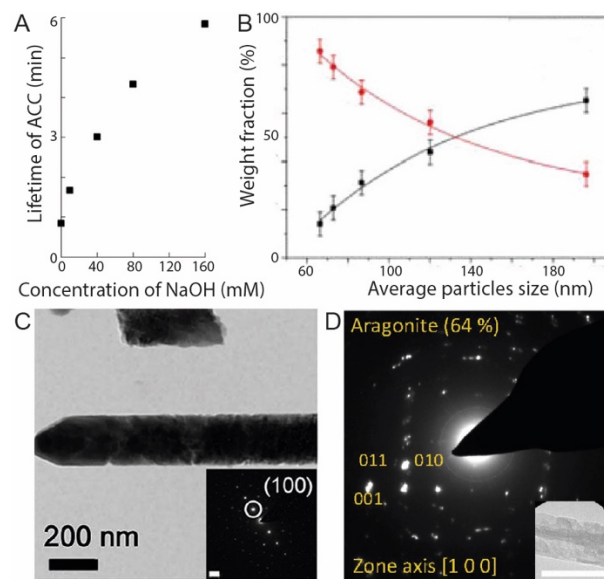 A
6
3
0
0
40
80
120
160
Lifetime of ACC (min)
Concentration of NaOH (mM)
B
100
50
0
60
100
140
180
Weight fraction (%)
Average particles size (nm)
C
(100)
200 nm
D
Aragonite (64 %)
011
010
001
Zone axis [1 0 0]